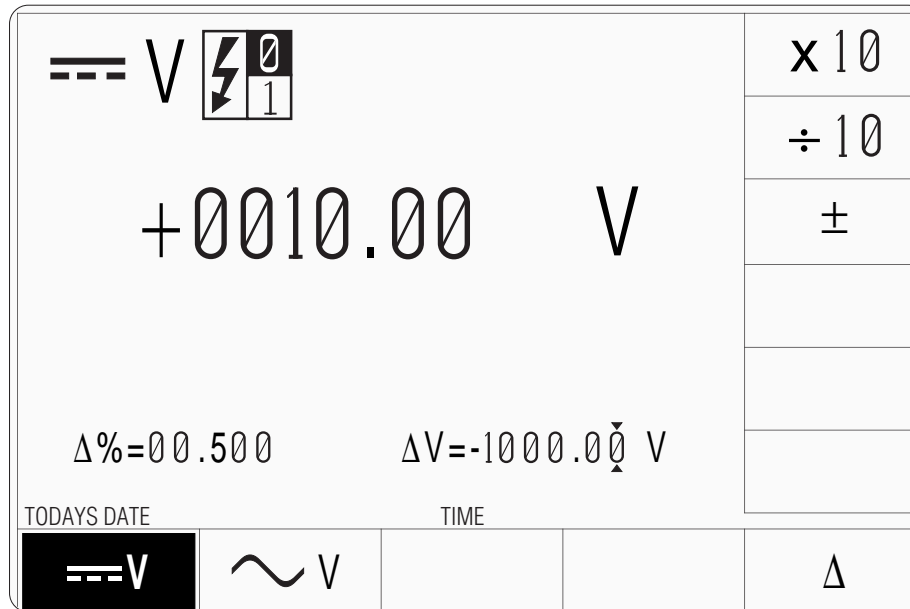 V 0
1
x10
÷10
±
+0010.00 V
Δ%=00.500 ΔV=-1000.00 V
TODAYS DATE TIME
V V Δ